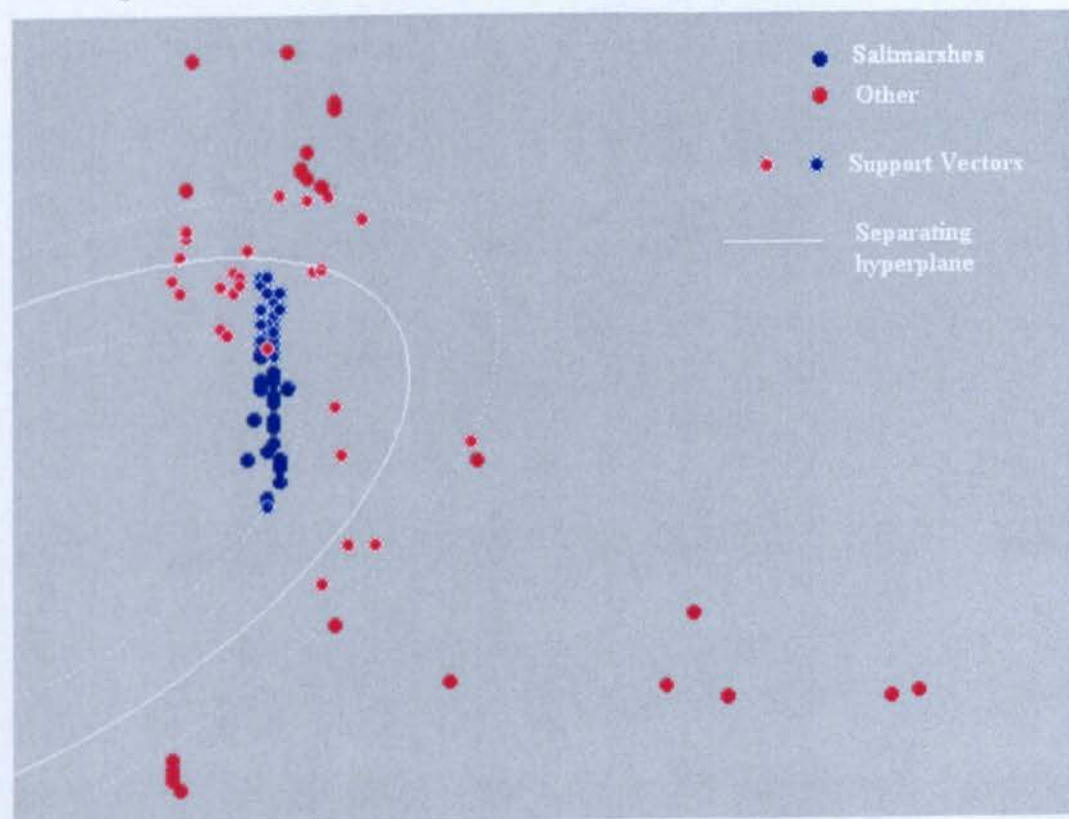 Saltmarshes
Other
Support Vectors
Separating
hyperplane